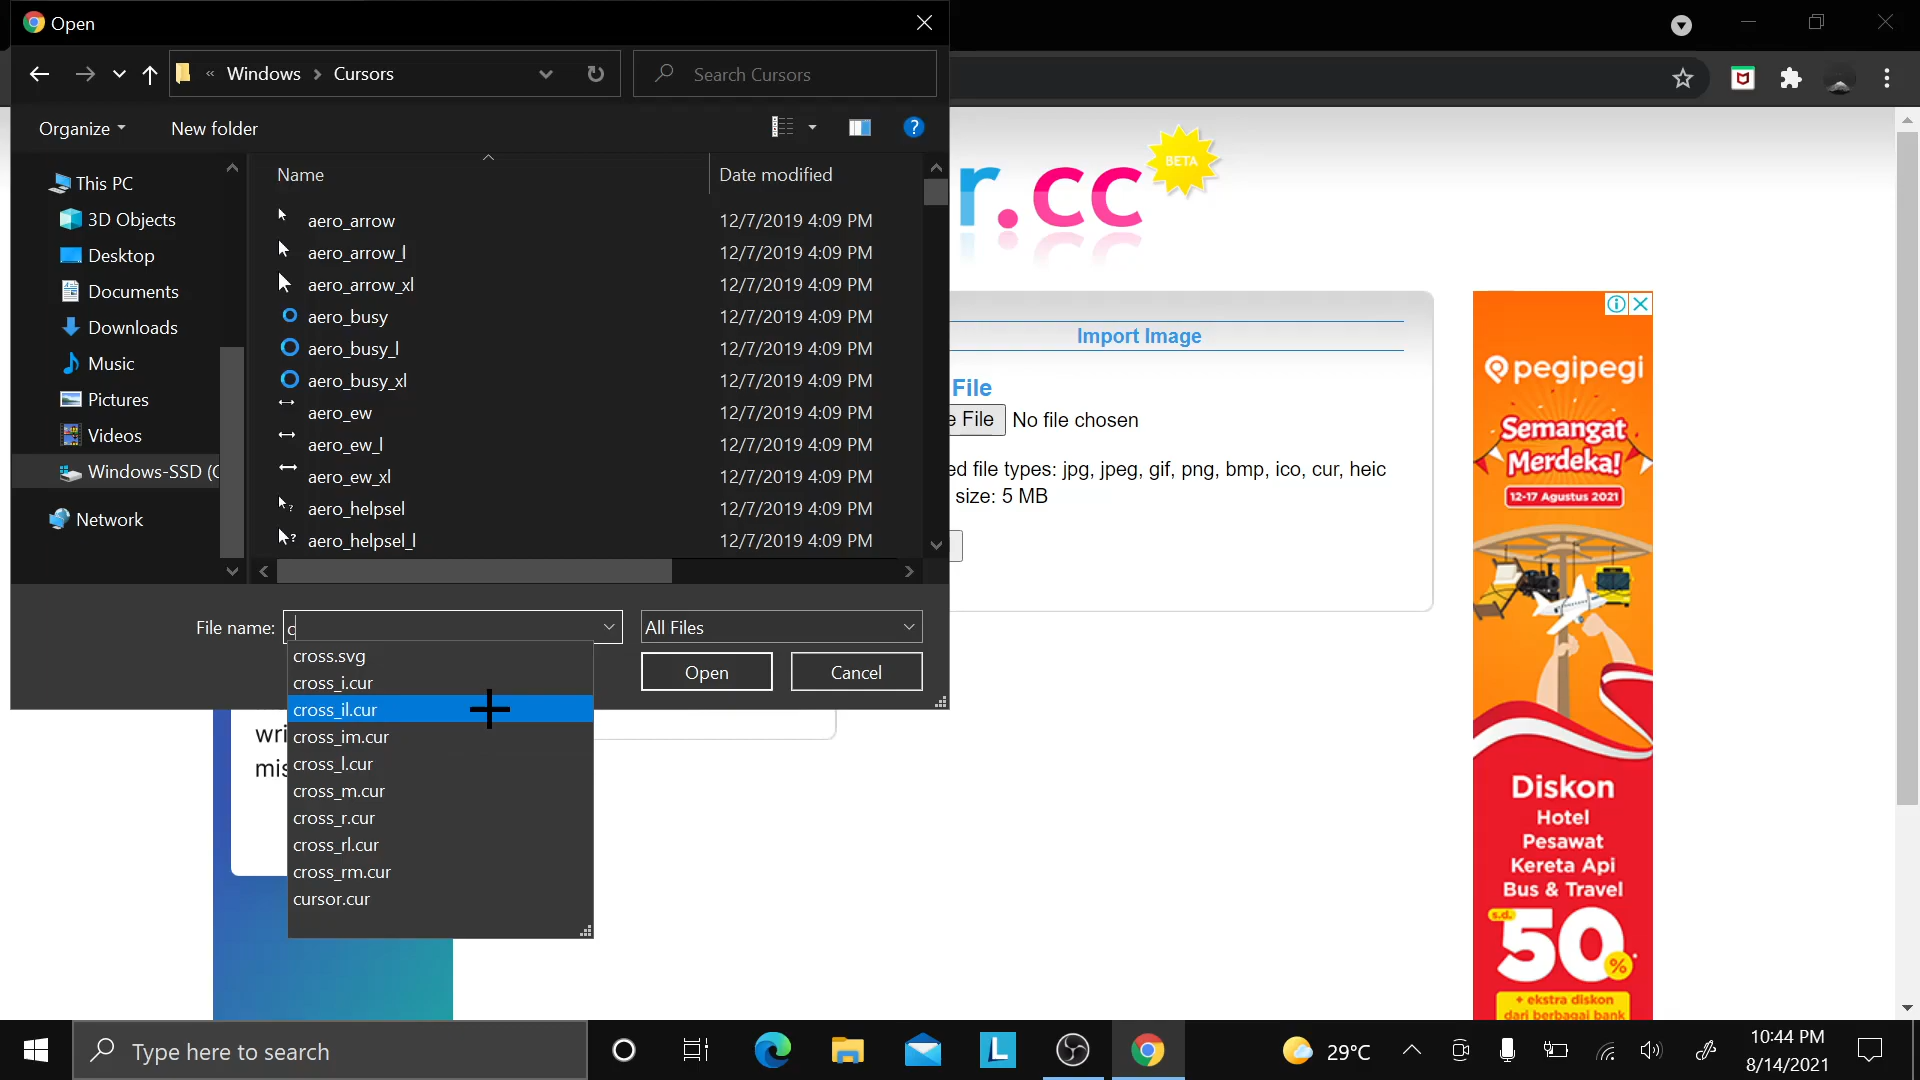 Open
« Windows > Cursors
Search Cursors
Organize
New folder
This PC
3D Objects
Desktop
Documents
Downloads
Music
Pictures
Videos
Windows-SSD (C
Network
Name
Date modified
aero_arrow 12/7/2019 4:09 PM
aero_arrow_l 12/7/2019 4:09 PM
aero_arrow_xl 12/7/2019 4:09 PM
aero_busy 12/7/2019 4:09 PM
aero_busy_l 12/7/2019 4:09 PM
aero_busy_xl 12/7/2019 4:09 PM
aero_ew 12/7/2019 4:09 PM
aero_ew_l 12/7/2019 4:09 PM
aero_ew_xl 12/7/2019 4:09 PM
aero_helpsel 12/7/2019 4:09 PM
aero_helpsel_l 12/7/2019 4:09 PM
File name: c
All Files
Open
Cancel
cross.svg
cross_i.cur
cross_il.cur
cross_im.cur
cross_l.cur
cross_m.cur
cross_r.cur
cross_rl.cur
cross_rm.cur
cursor.cur
wri
mis
r.cc
BETA
Import Image
File
e File No file chosen
ed file types: jpg, jpeg, gif, png, bmp, ico, cur, heic
size: 5 MB
pegipegi
Semangat
Merdeka!
12-17 Agustus 2021
Diskon
Hotel
Pesawat
Kereta Api
Bus & Travel
s.d.
50%
+ ekstra diskon
dari berbagai bank
Type here to search
29°C
10:44 PM
8/14/2021